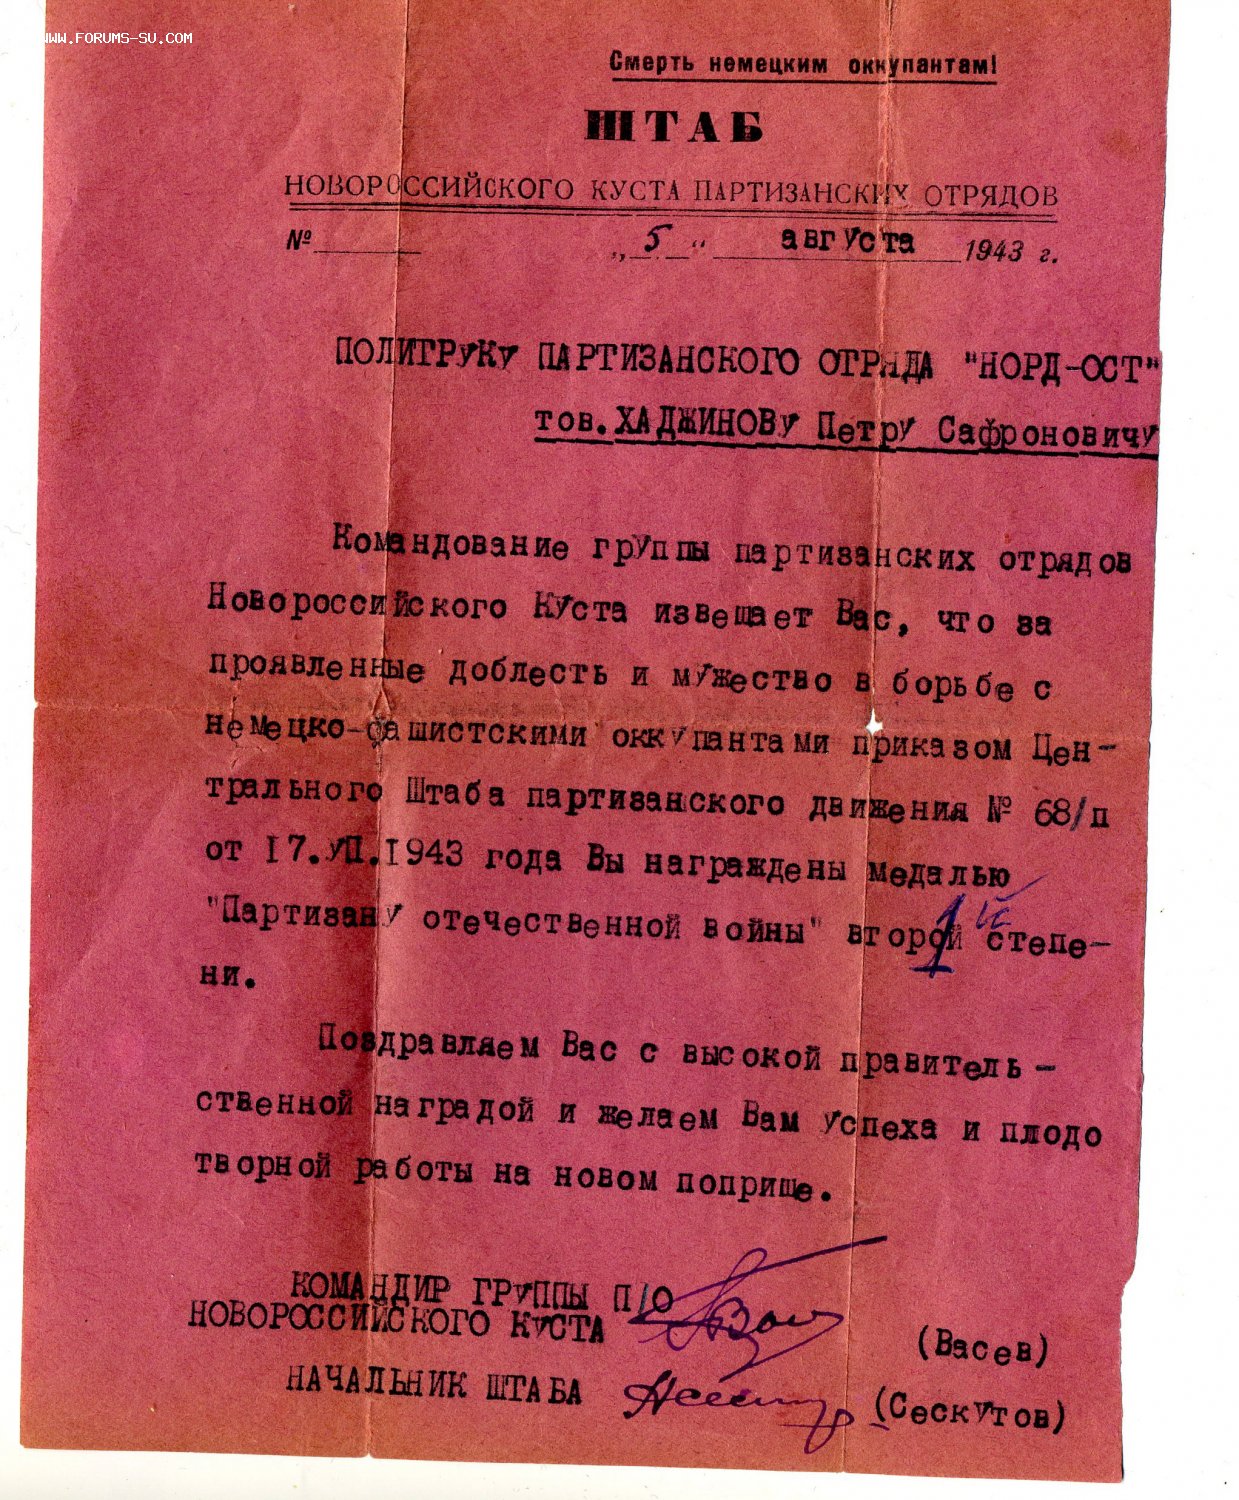 WWW.FORUMS-SU.COM
Смерть немецким оккупантам!
ШТАБ
НОВОРОССИЙСКОГО КУСТА ПАРТИЗАНСКИХ ОТРЯДОВ
№ „ 5 “ августа 1943 г.
ПОЛИТРУКУ ПАРТИЗАНСКОГО ОТРЯДА "НОРД-ОСТ"
тов.ХАДЖИНОВУ Петру Сафроновичу
Командование группы партизанских отрядов
Новороссийского Куста извещает Вас, что за
проявленные доблесть и мужество в борьбе с
немецко-фашистскими оккупантами приказом Цен-
трального Штаба партизанского движения № 68/п
от 17.УП.1943 года Вы награждены медалью
"Партизану отечественной войны" второй 1 й степе-
ни.
Поздравляем Вас с высокой правитель-
ственной наградой и желаем Вам успеха и плодо
творной работы на новом поприще.
КОМАНДИР ГРУППЫ П/О
НОВОРОССИЙСКОГО КУСТА (Васев)
НАЧАЛЬНИК ШТАБА (Сескутов)